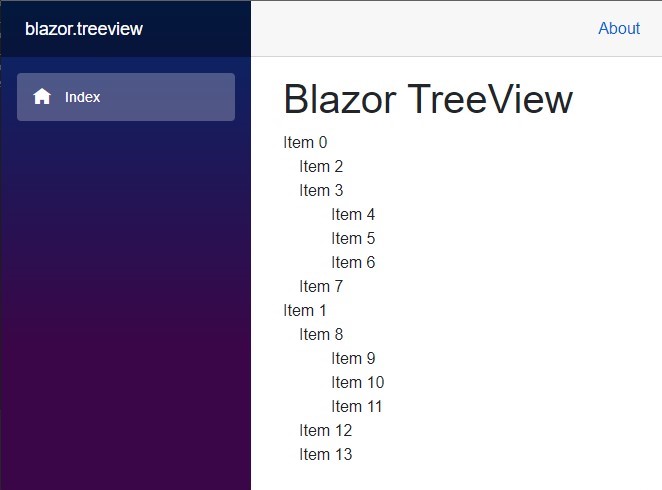 blazor.treeview
About
Index
Blazor TreeView
Item 0
Item 2
Item 3
Item 4
Item 5
Item 6
Item 7
Item 1
Item 8
Item 9
Item 10
Item 11
Item 12
Item 13